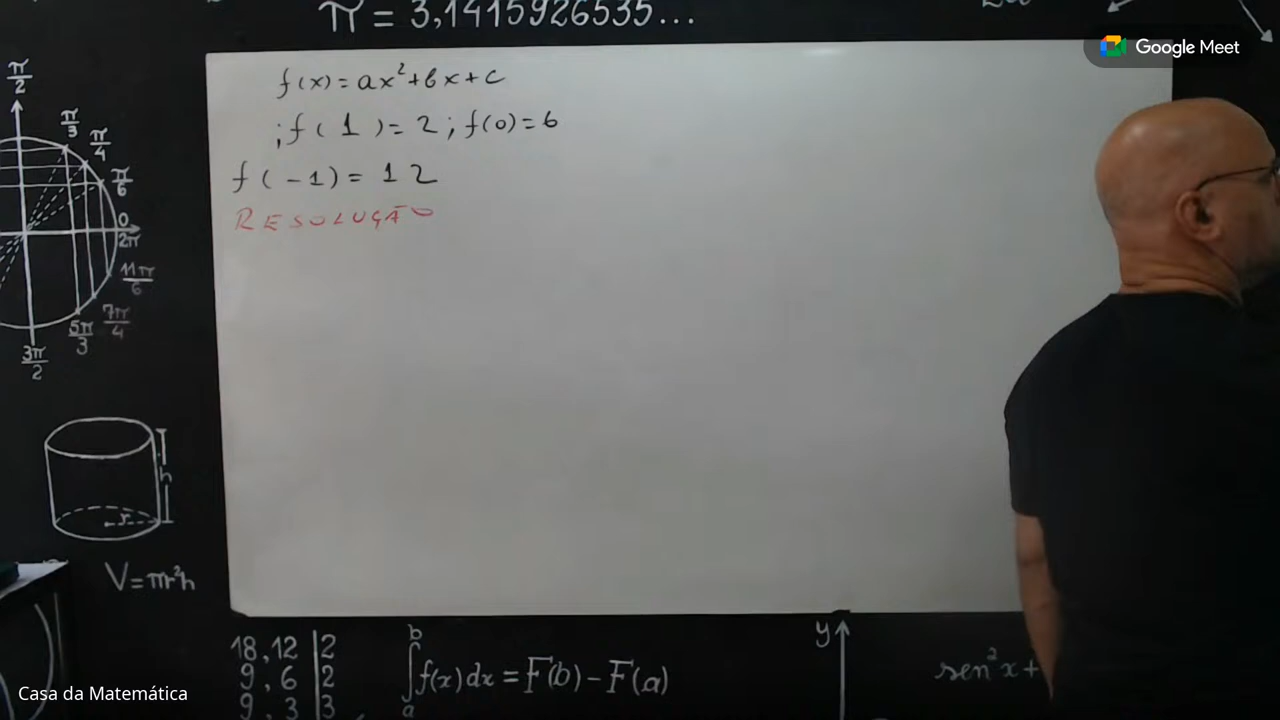 π = 3,1415926535...
Google Meet
f(x) = ax²+bx+c
;f( 1 )= 2 ; f(0)= 6
f( -1)= 12
RESOLUÇÃO
π/2
π/3
π/4
π/6
0
2π
11π/6
7π/4
5π/3
3π/2
h
r
V=πr²h
18,12 | 2
9, 6 | 2
9, 3 | 3
∫ₐᵇ f(x)dx = F(b) - F(a)
y
sen²x+
Casa da Matemática